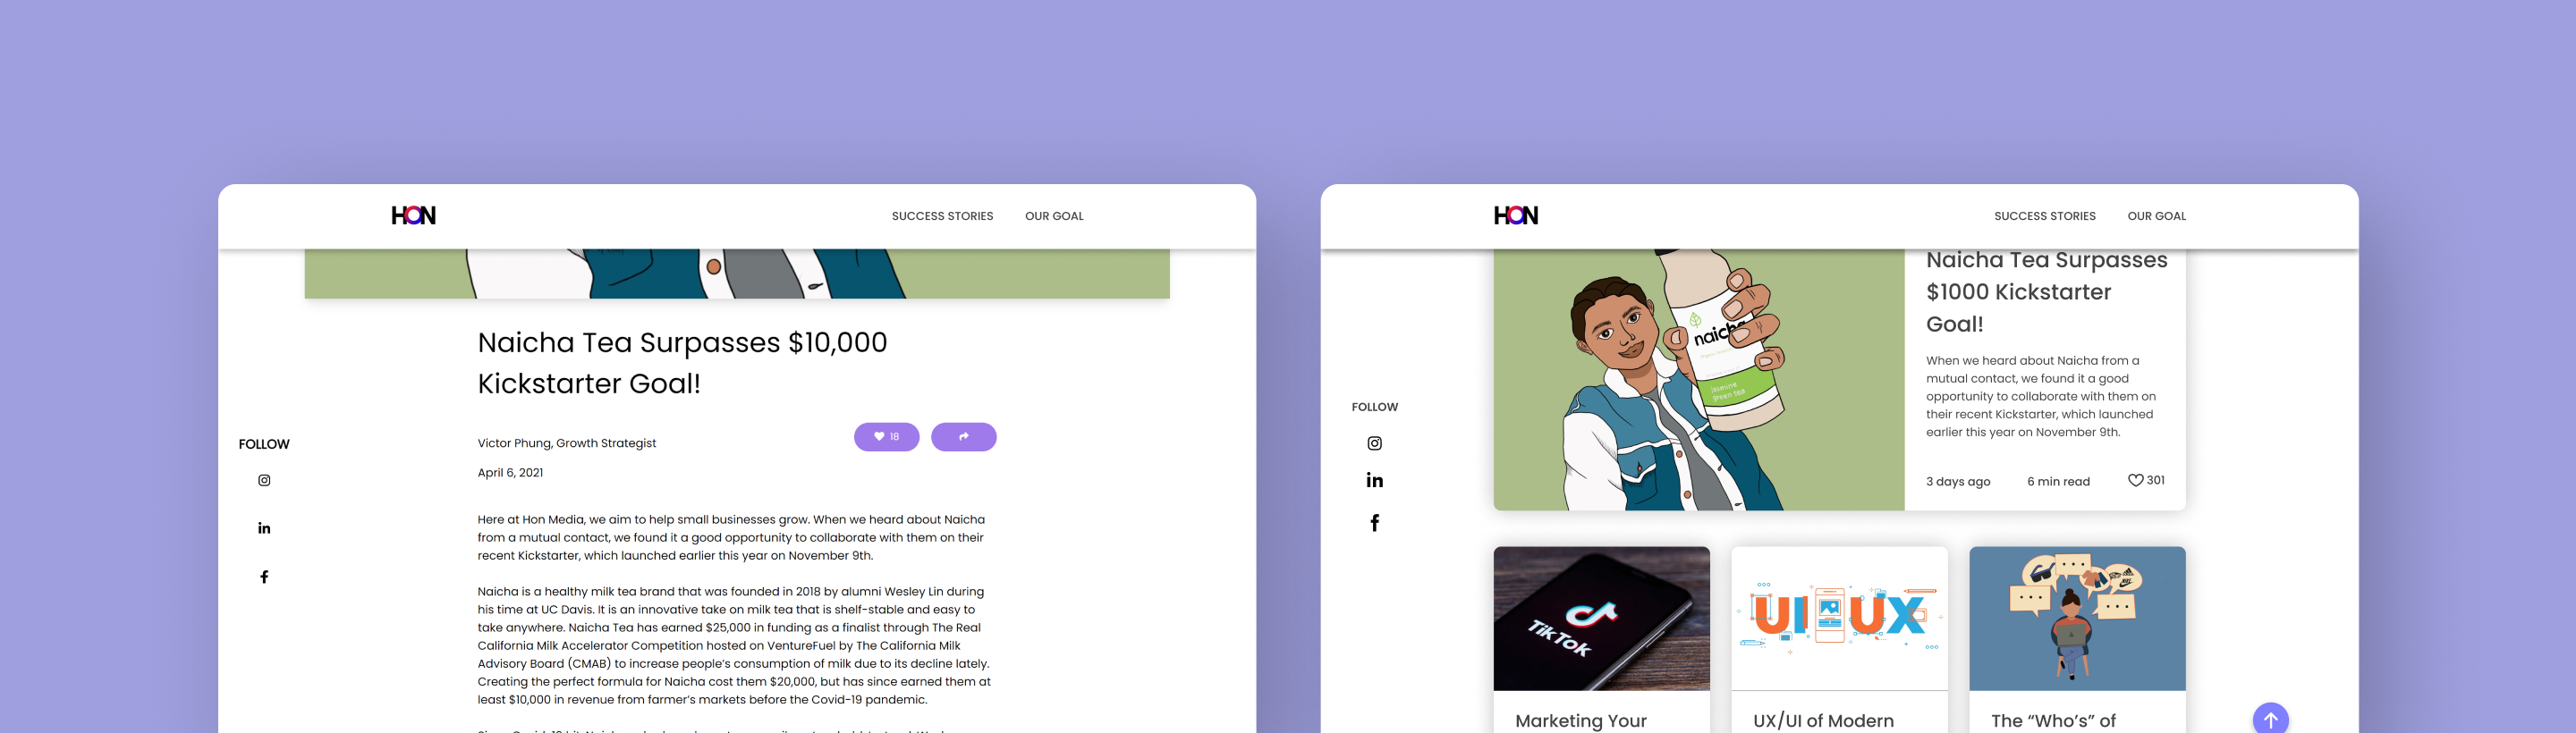 HON
SUCCESS STORIES
OUR GOAL
Naicha Tea Surpasses $10,000
Kickstarter Goal!
Victor Phung, Growth Strategist
18
April 6, 2021
FOLLOW
Here at Hon Media, we aim to help small businesses grow. When we heard about Naicha
from a mutual contact, we found it a good opportunity to collaborate with them on their
recent Kickstarter, which launched earlier this year on November 9th.
Naicha is a healthy milk tea brand that was founded in 2018 by alumni Wesley Lin during
his time at UC Davis. It is an innovative take on milk tea that is shelf-stable and easy to
take anywhere. Naicha Tea has earned $25,000 in funding as a finalist through The Real
California Milk Accelerator Competition hosted on VentureFuel by The California Milk
Advisory Board (CMAB) to increase people's consumption of milk due to its decline lately.
Creating the perfect formula for Naicha cost them $20,000, but has since earned them at
least $10,000 in revenue from farmer's markets before the Covid-19 pandemic.
HON
SUCCESS STORIES
OUR GOAL
FOLLOW
naicha
jasmine
green tea
Naicha Tea Surpasses
$1000 Kickstarter
Goal!
When we heard about Naicha from a
mutual contact, we found it a good
opportunity to collaborate with them on
their recent Kickstarter, which launched
earlier this year on November 9th.
3 days ago
6 min read
301
TikTok
UI UX
Marketing Your
UX/UI of Modern
The “Who’s” of